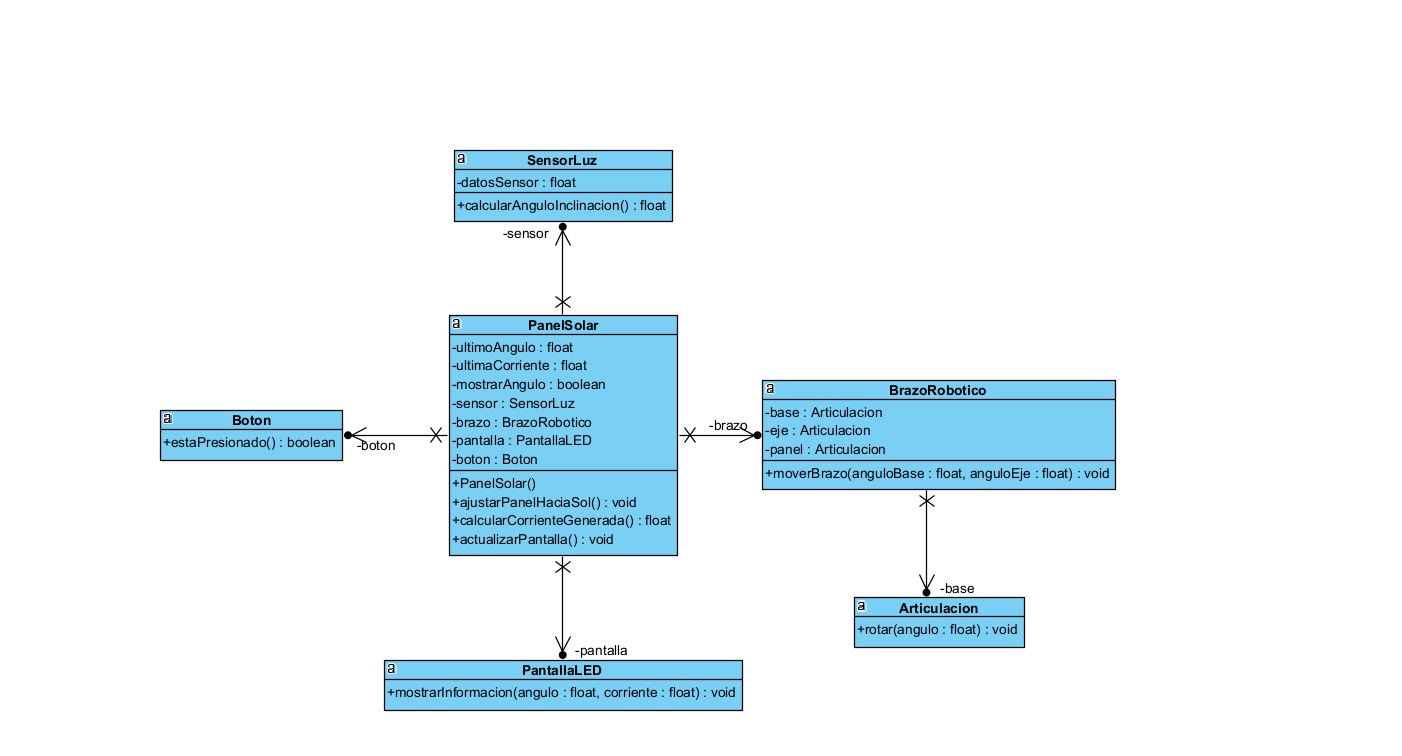 a
SensorLuz
-datosSensor : float
+calcularAnguloInclinacion() : float
-sensor
a
PanelSolar
-ultimoAngulo : float
-ultimaCorriente : float
-mostrarAngulo : boolean
-sensor : SensorLuz
-brazo : BrazoRobotico
-pantalla : PantallaLED
-boton : Boton
+PanelSolar()
+ajustarPanelHaciaSol() : void
+calcularCorrienteGenerada() : float
+actualizarPantalla() : void
a
Boton
+estaPresionado() : boolean
-boton
-brazo
a
BrazoRobotico
-base : Articulacion
-eje : Articulacion
-panel : Articulacion
+moverBrazo(anguloBase : float, anguloEje : float) : void
-base
a
Articulacion
+rotar(angulo : float) : void
-pantalla
a
PantallaLED
+mostrarInformacion(angulo : float, corriente : float) : void